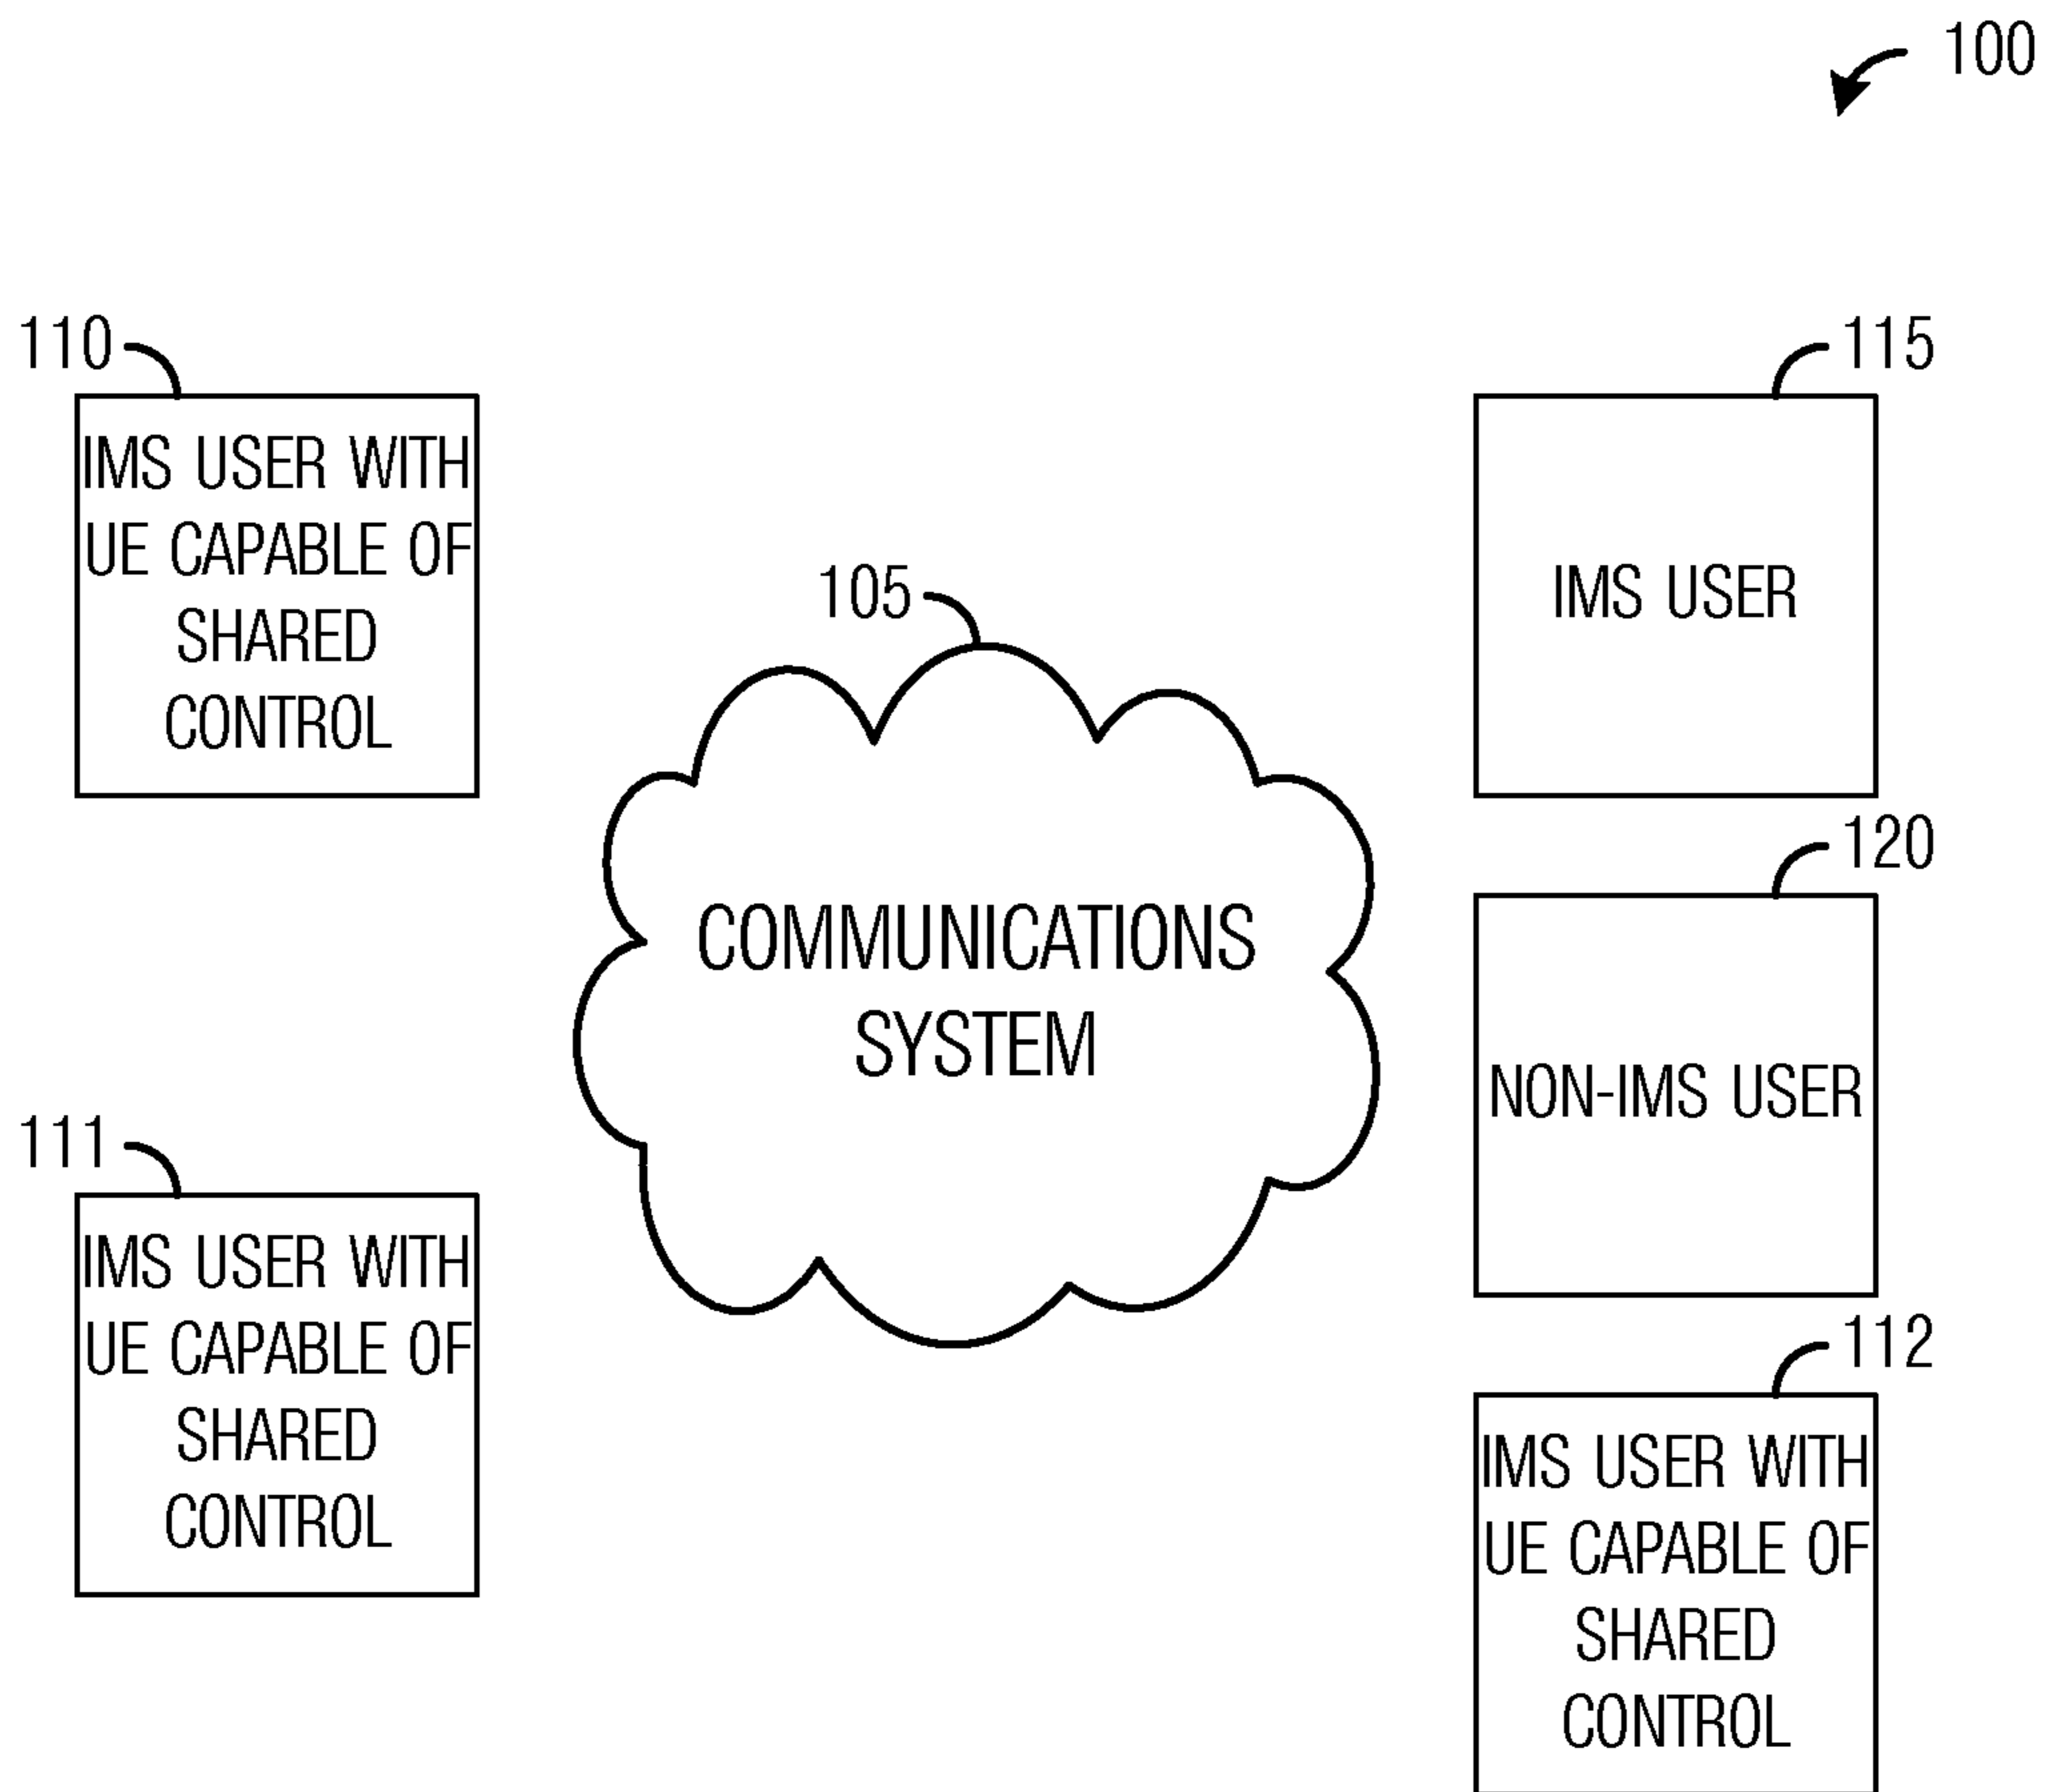 100
110
IMS USER WITH
UE CAPABLE OF
SHARED
CONTROL
115
IMS USER
105
COMMUNICATIONS
SYSTEM
120
NON-IMS USER
111
IMS USER WITH
UE CAPABLE OF
SHARED
CONTROL
112
IMS USER WITH
UE CAPABLE OF
SHARED
CONTROL